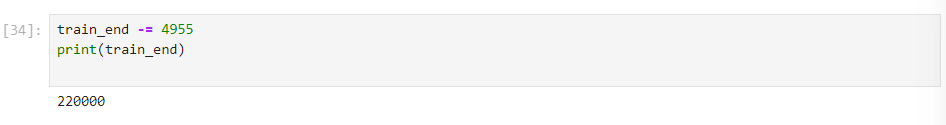 [34]: train_end -= 4955
print(train_end)
220000